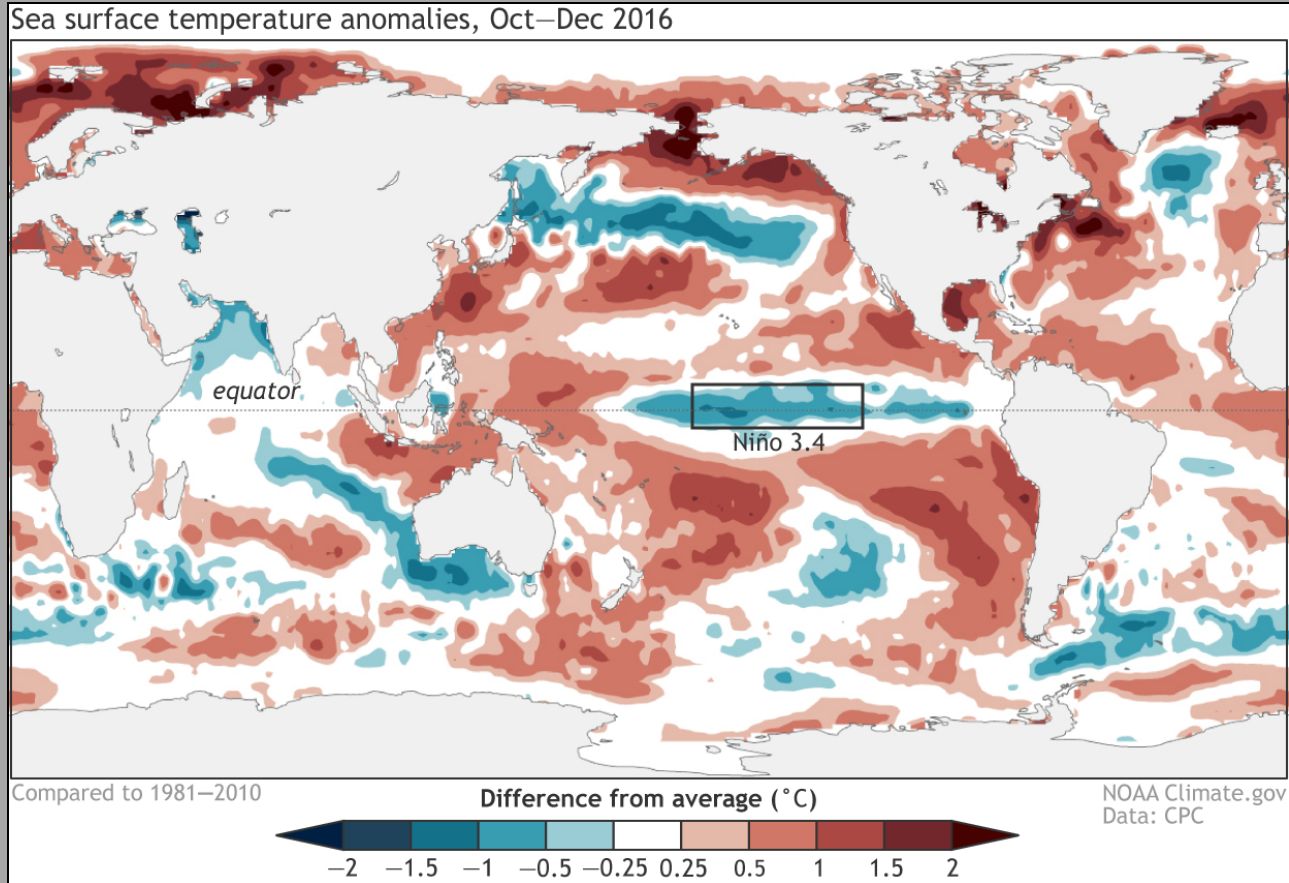 Sea surface temperature anomalies, Oct—Dec 2016
equator
Niño 3.4
Compared to 1981—2010
Difference from average (˚C)
NOAA Climate.gov
Data: CPC
—2 —1.5 —1 —0.5 —0.25 0.25 0.5 1 1.5 2